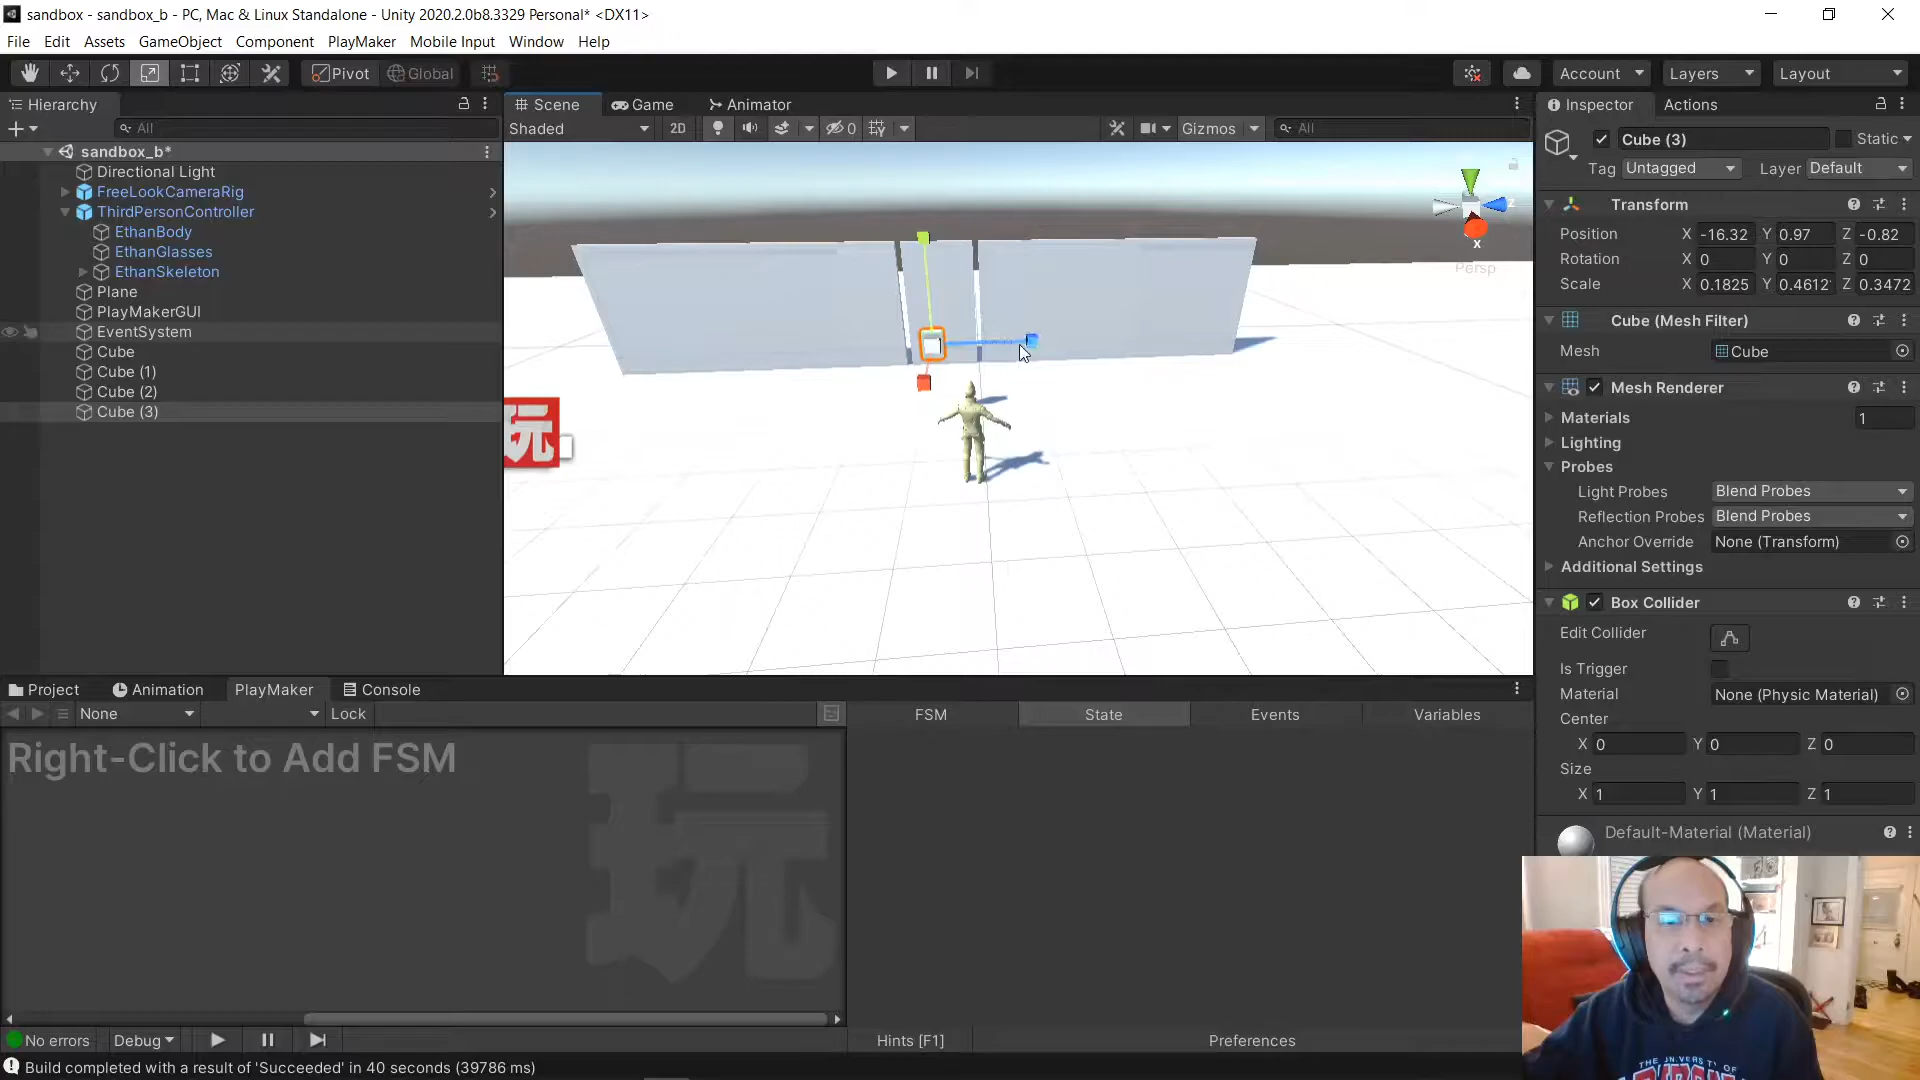 sandbox - sandbox_b - PC, Mac & Linux Standalone - Unity 2020.2.0b8.3329 Personal* <DX11>
File Edit Assets GameObject Component PlayMaker Mobile Input Window Help
Pivot Global Account Layers Layout
Hierarchy Scene Game Animator Inspector Actions
All Shaded 2D 0 Gizmos All Cube (3) Static
sandbox_b*
Tag Untagged Layer Default
Directional Light
FreeLookCameraRig
ThirdPersonController
EthanBody
EthanGlasses
EthanSkeleton
Plane
PlayMakerGUI
EventSystem
Cube
Cube (1)
Cube (2)
Cube (3)
x
Persp
玩
Transform
Position X -16.32 Y 0.97 Z -0.82
Rotation X 0 Y 0 Z 0
Scale X 0.1825 Y 0.4612 Z 0.3472
Cube (Mesh Filter)
Mesh Cube
Mesh Renderer
Materials 1
Lighting
Probes
Light Probes Blend Probes
Reflection Probes Blend Probes
Anchor Override None (Transform)
Additional Settings
Box Collider
Edit Collider
Is Trigger
Material None (Physic Material)
Center
X 0 Y 0 Z 0
Size
X 1 Y 1 Z 1
Default-Material (Material)
Project Animation PlayMaker Console
None Lock FSM State Events Variables
Right-Click to Add FSM
玩
No errors Debug Hints [F1] Preferences
Build completed with a result of 'Succeeded' in 40 seconds (39786 ms)
THE UNIVERSITY OF